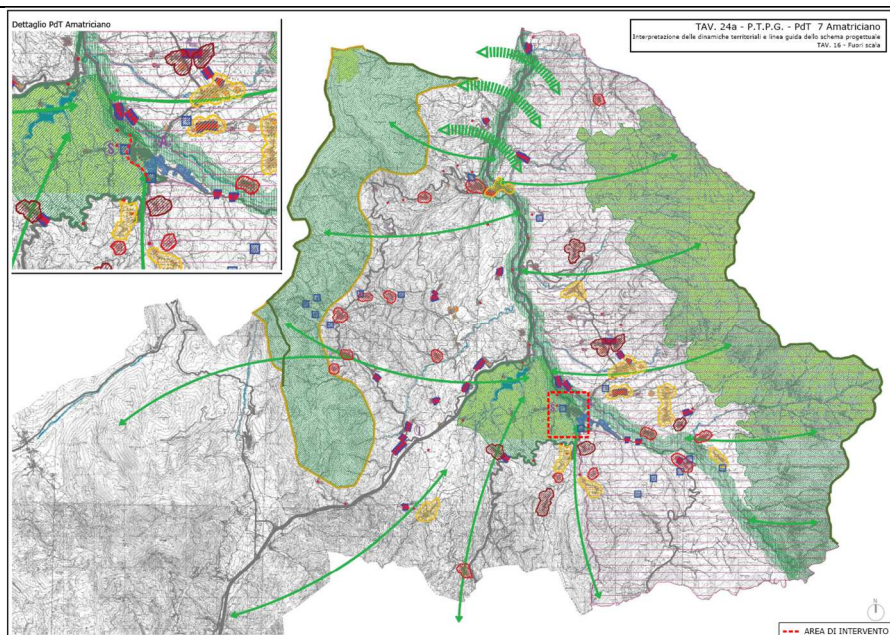 Dettaglio PdT Amatriciano
TAV. 24a - P.T.P.G. - PdT 7 Amatriciano
Interpretazione delle dinamiche territoriali e linea guida dello schema progettuale
TAV. 16 - Fuori scala
S
A
S
N
AREA DI INTERVENTO